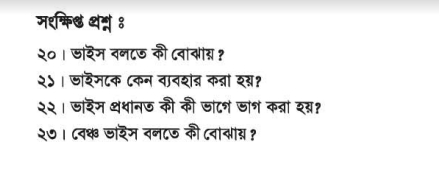 সংক্ষিপ্ত প্রশ্ন ঃ
২০। ভাইস বলতে কী বোঝায় ?
২১। ভাইসকে কেন ব্যবহার করা হয়?
২২। ভাইস প্রধানত কী কী ভাগে ভাগ করা হয়?
২৩। বেঞ্চ ভাইস বলতে কী বোঝায় ?